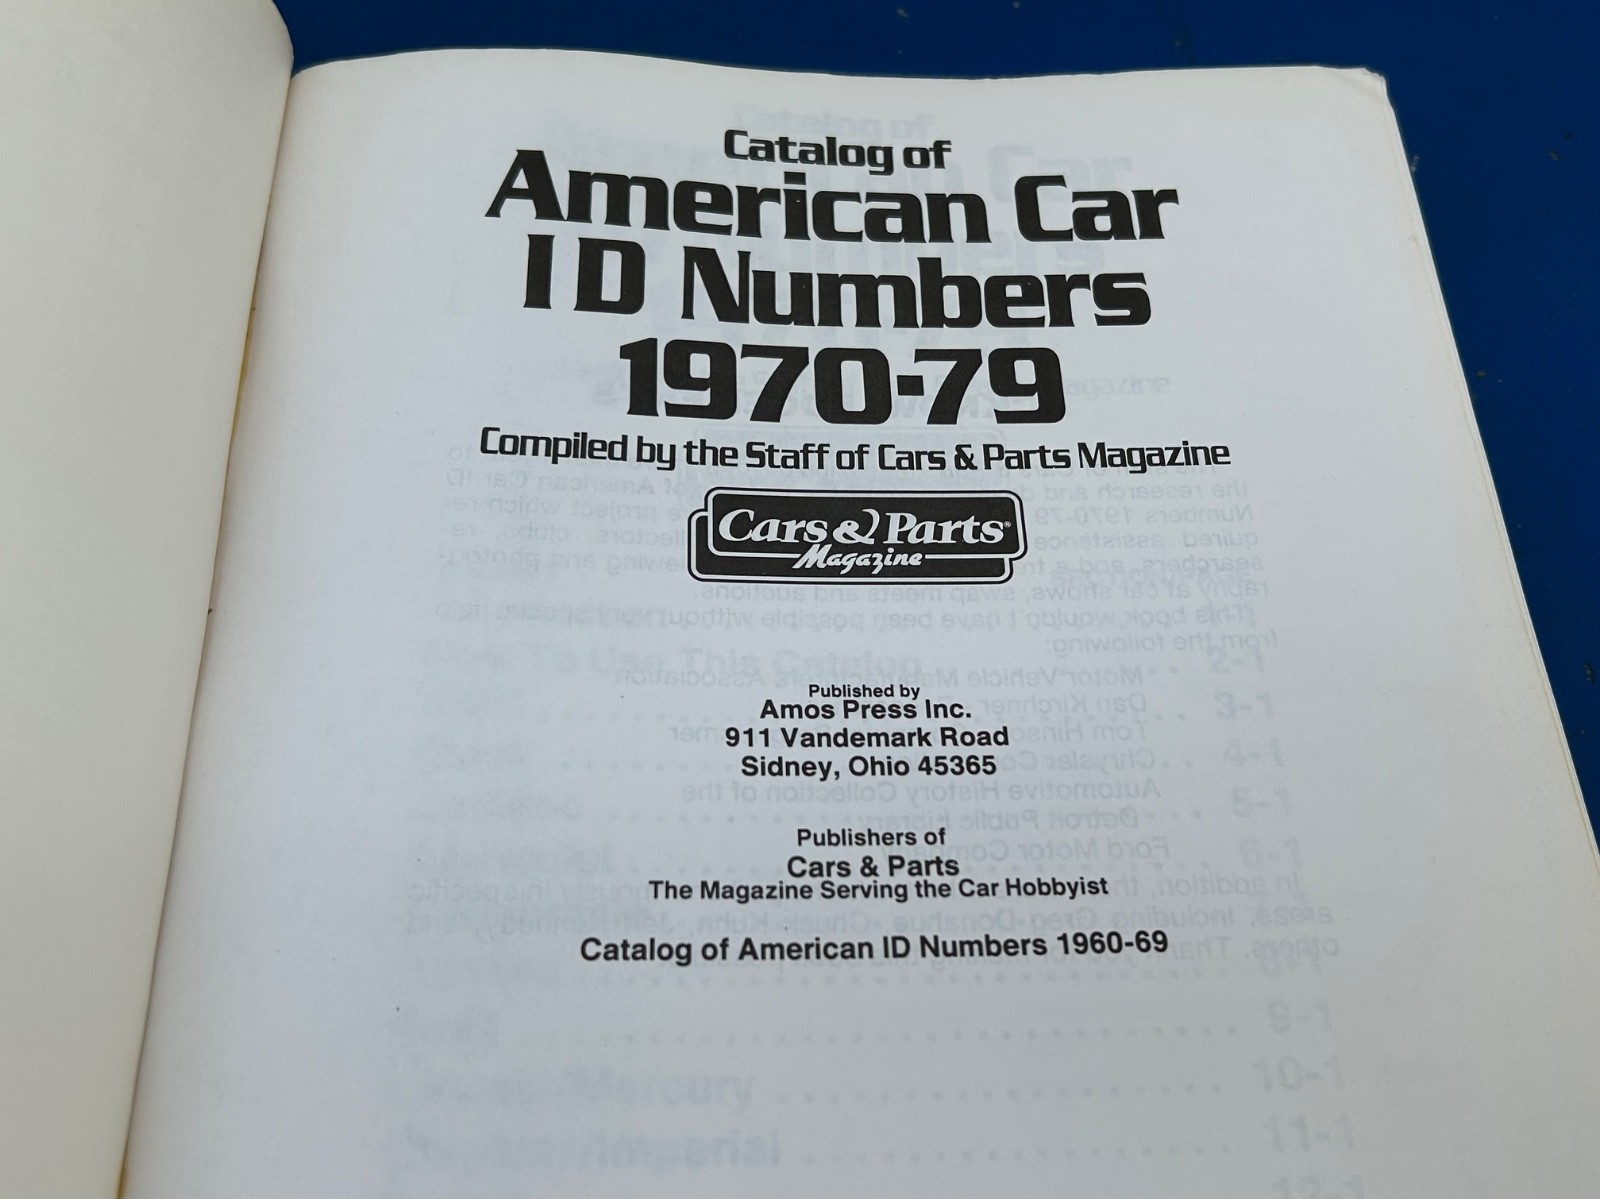 Catalog of
American Car
ID Numbers
1970-79
Compiled by the Staff of Cars & Parts Magazine
Cars & Parts®
Magazine
Published by
Amos Press Inc.
911 Vandemark Road
Sidney, Ohio 45365
Publishers of
Cars & Parts
The Magazine Serving the Car Hobbyist
Catalog of American ID Numbers 1960-69